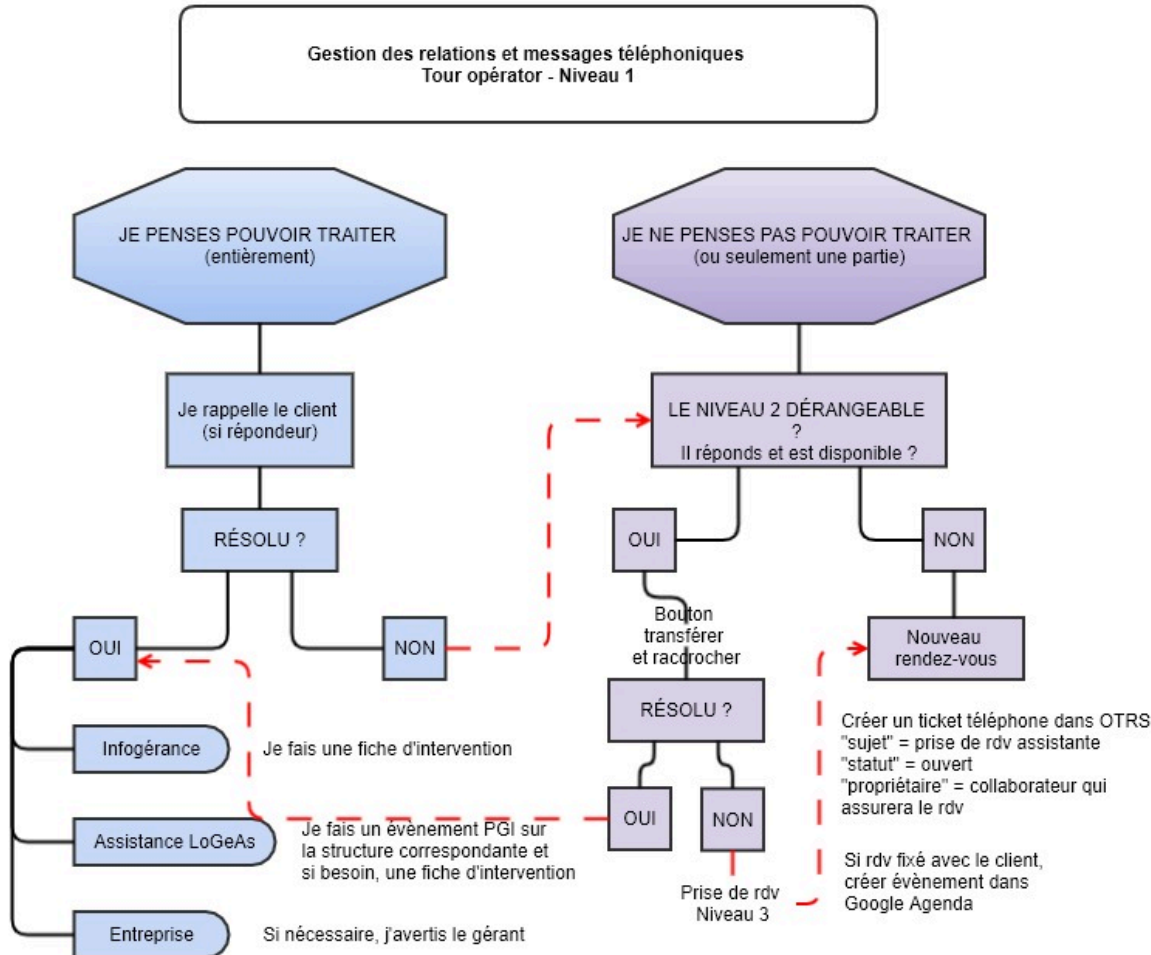 Gestion des relations et messages téléphoniques
Tour opérator - Niveau 1
JE PENSES POUVOIR TRAITER
(entièrement)
JE NE PENSES PAS POUVOIR TRAITER
(ou seulement une partie)
Je rappelle le client
(si répondeur)
LE NIVEAU 2 DÉRANGEABLE
?
Il réponds et est disponible ?
RÉSOLU ?
OUI
NON
OUI
NON
Bouton
transférer
et raccrocher
Nouveau
rendez-vous
RÉSOLU ?
Infogérance
Je fais une fiche d'intervention
Créer un ticket téléphone dans OTRS
"sujet" = prise de rdv assistante
"statut" = ouvert
"propriétaire" = collaborateur qui
assurera le rdv
OUI
NON
Assistance LoGeAs
Je fais un évènement PGI sur
la structure correspondante et
si besoin, une fiche d'intervention
Prise de rdv
Niveau 3
Si rdv fixé avec le client,
créer évènement dans
Google Agenda
Entreprise
Si nécessaire, j'avertis le gérant